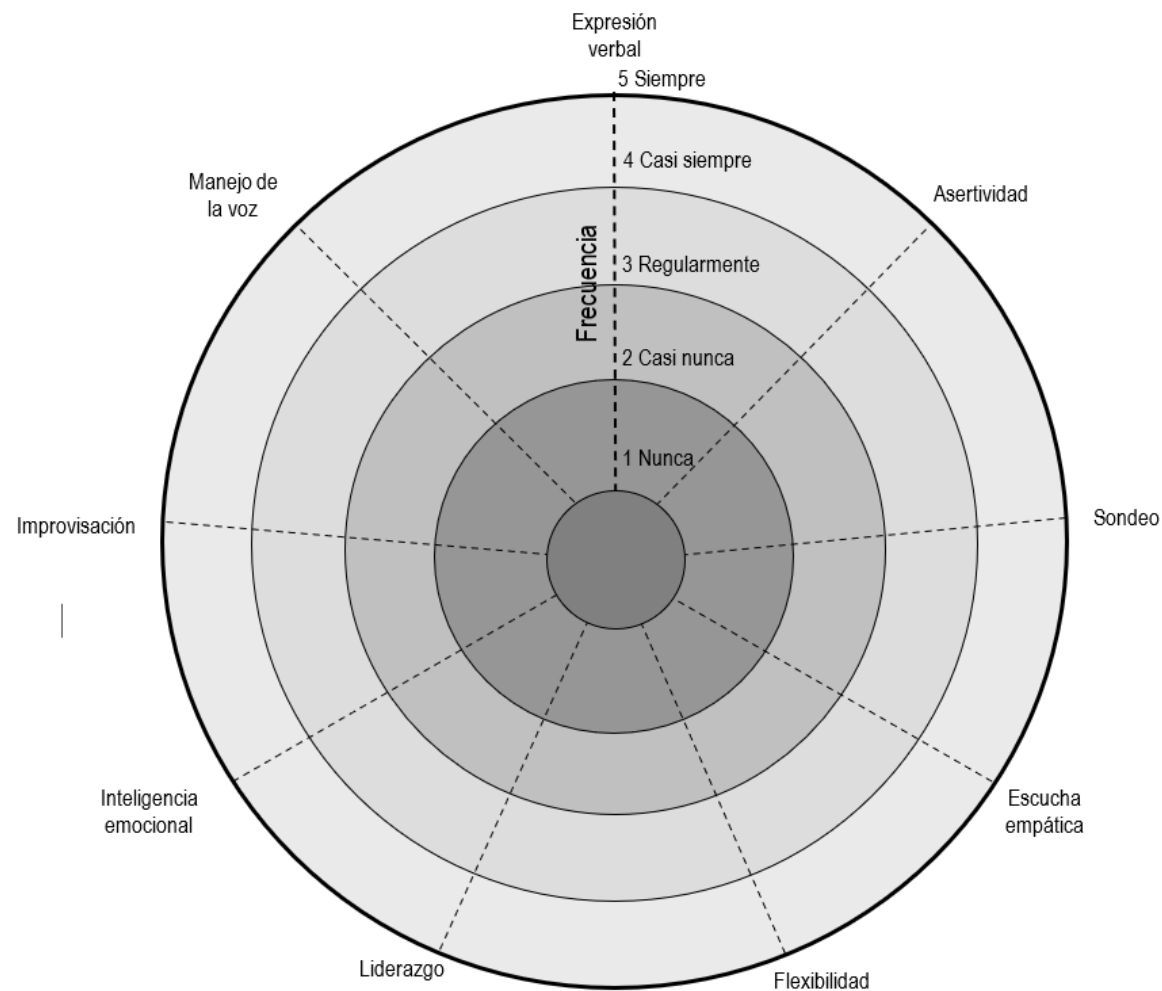 Expresión
verbal
5 Siempre
4 Casi siempre
Manejo de
la voz
Asertividad
Frecuencia
3 Regularmente
2 Casi nunca
1 Nunca
Improvisación
Sondeo
Inteligencia
emocional
Escucha
empática
Liderazgo
Flexibilidad